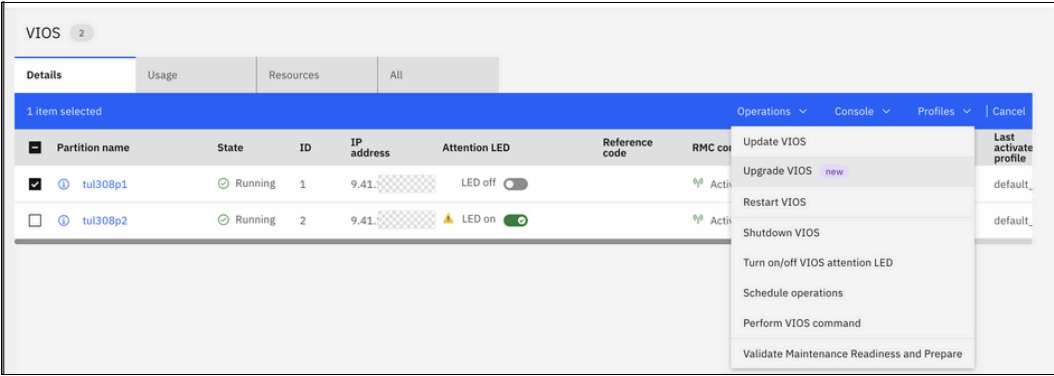 VIOS 2
Details Usage Resources All
1 item selected Operations Console Profiles Cancel
Partition name State ID IP address Attention LED Reference code RMC Last activate profile
tul308p1 Running 1 9.41. LED off default_
tul308p2 Running 2 9.41. LED on default_
Update VIOS
Upgrade VIOS new
Restart VIOS
Shutdown VIOS
Turn on/off VIOS attention LED
Schedule operations
Perform VIOS command
Validate Maintenance Readiness and Prepare